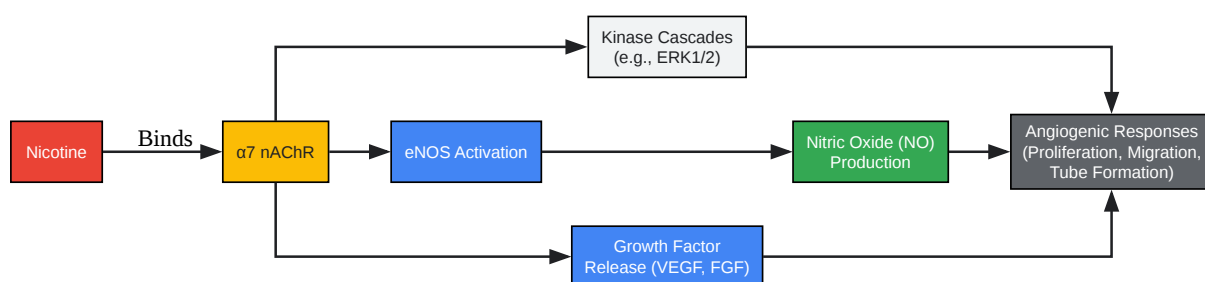 Kinase Cascades
(e.g., ERK1/2)
Nicotine
Binds
α7 nAChR
eNOS Activation
Nitric Oxide (NO)
Production
Angiogenic Responses
(Proliferation, Migration,
Tube Formation)
Growth Factor
Release (VEGF, FGF)